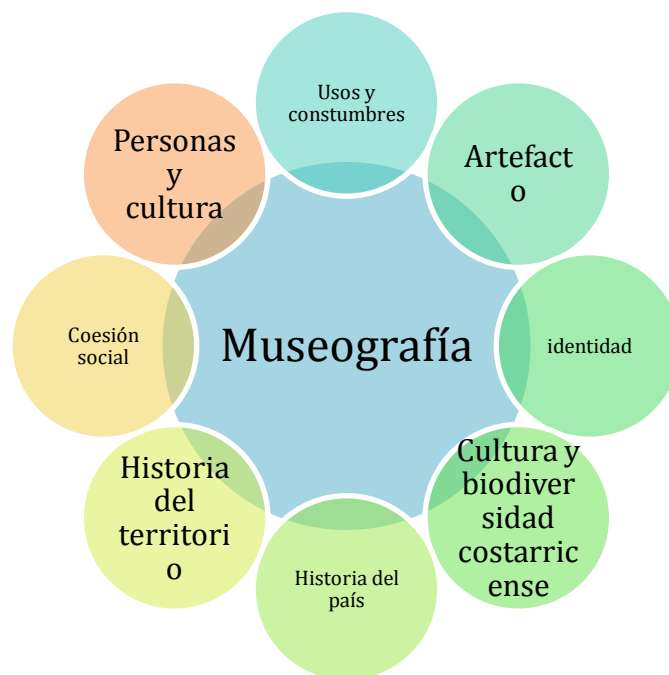 Usos y
constumbres
Artefact
o
identidad
Cultura y
biodiver
sidad
costarric
ense
Historia del
país
Historia
del
territori
o
Coesión
social
Personas
y
cultura
Museografía